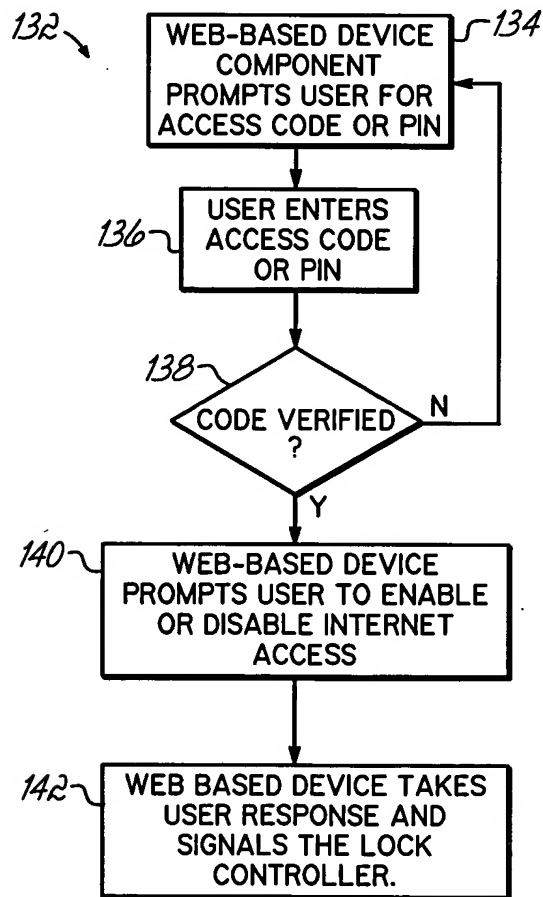 132
134
WEB-BASED DEVICE
COMPONENT
PROMPTS USER FOR
ACCESS CODE OR PIN
136
USER ENTERS
ACCESS CODE
OR PIN
138
CODE VERIFIED
?
N
Y
140
WEB-BASED DEVICE
PROMPTS USER TO ENABLE
OR DISABLE INTERNET
ACCESS
142
WEB BASED DEVICE TAKES
USER RESPONSE AND
SIGNALS THE LOCK
CONTROLLER.